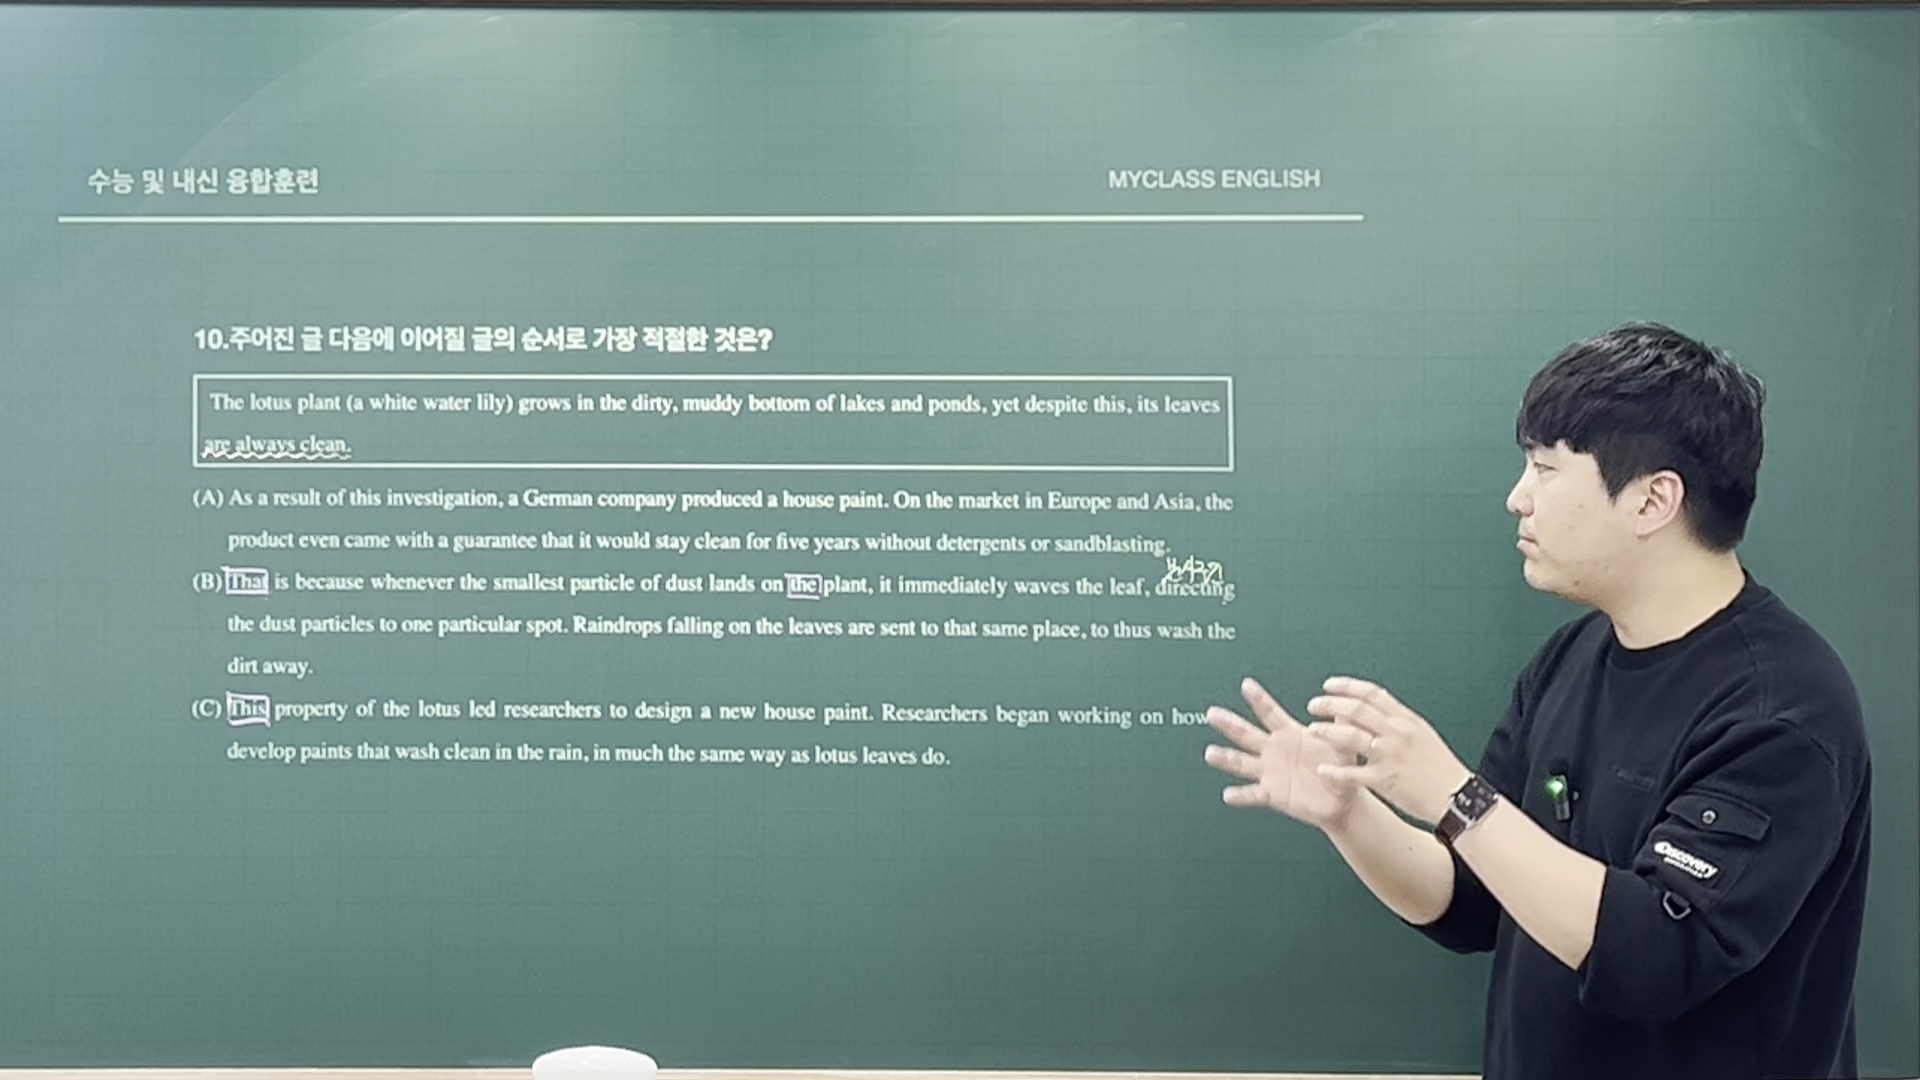 수능 및 내신 융합훈련
MYCLASS ENGLISH
10.주어진 글 다음에 이어질 글의 순서로 가장 적절한 것은?
The lotus plant (a white water lily) grows in the dirty, muddy bottom of lakes and ponds, yet despite this, its leaves
are always clean.
(A) As a result of this investigation, a German company produced a house paint. On the market in Europe and Asia, the
product even came with a guarantee that it would stay clean for five years without detergents or sandblasting.
(B) That is because whenever the smallest particle of dust lands on the plant, it immediately waves the leaf, directing
the dust particles to one particular spot. Raindrops falling on the leaves are sent to that same place, to thus wash the
dirt away.
(C) This property of the lotus led researchers to design a new house paint. Researchers began working on how
develop paints that wash clean in the rain, in much the same way as lotus leaves do.
Discovery